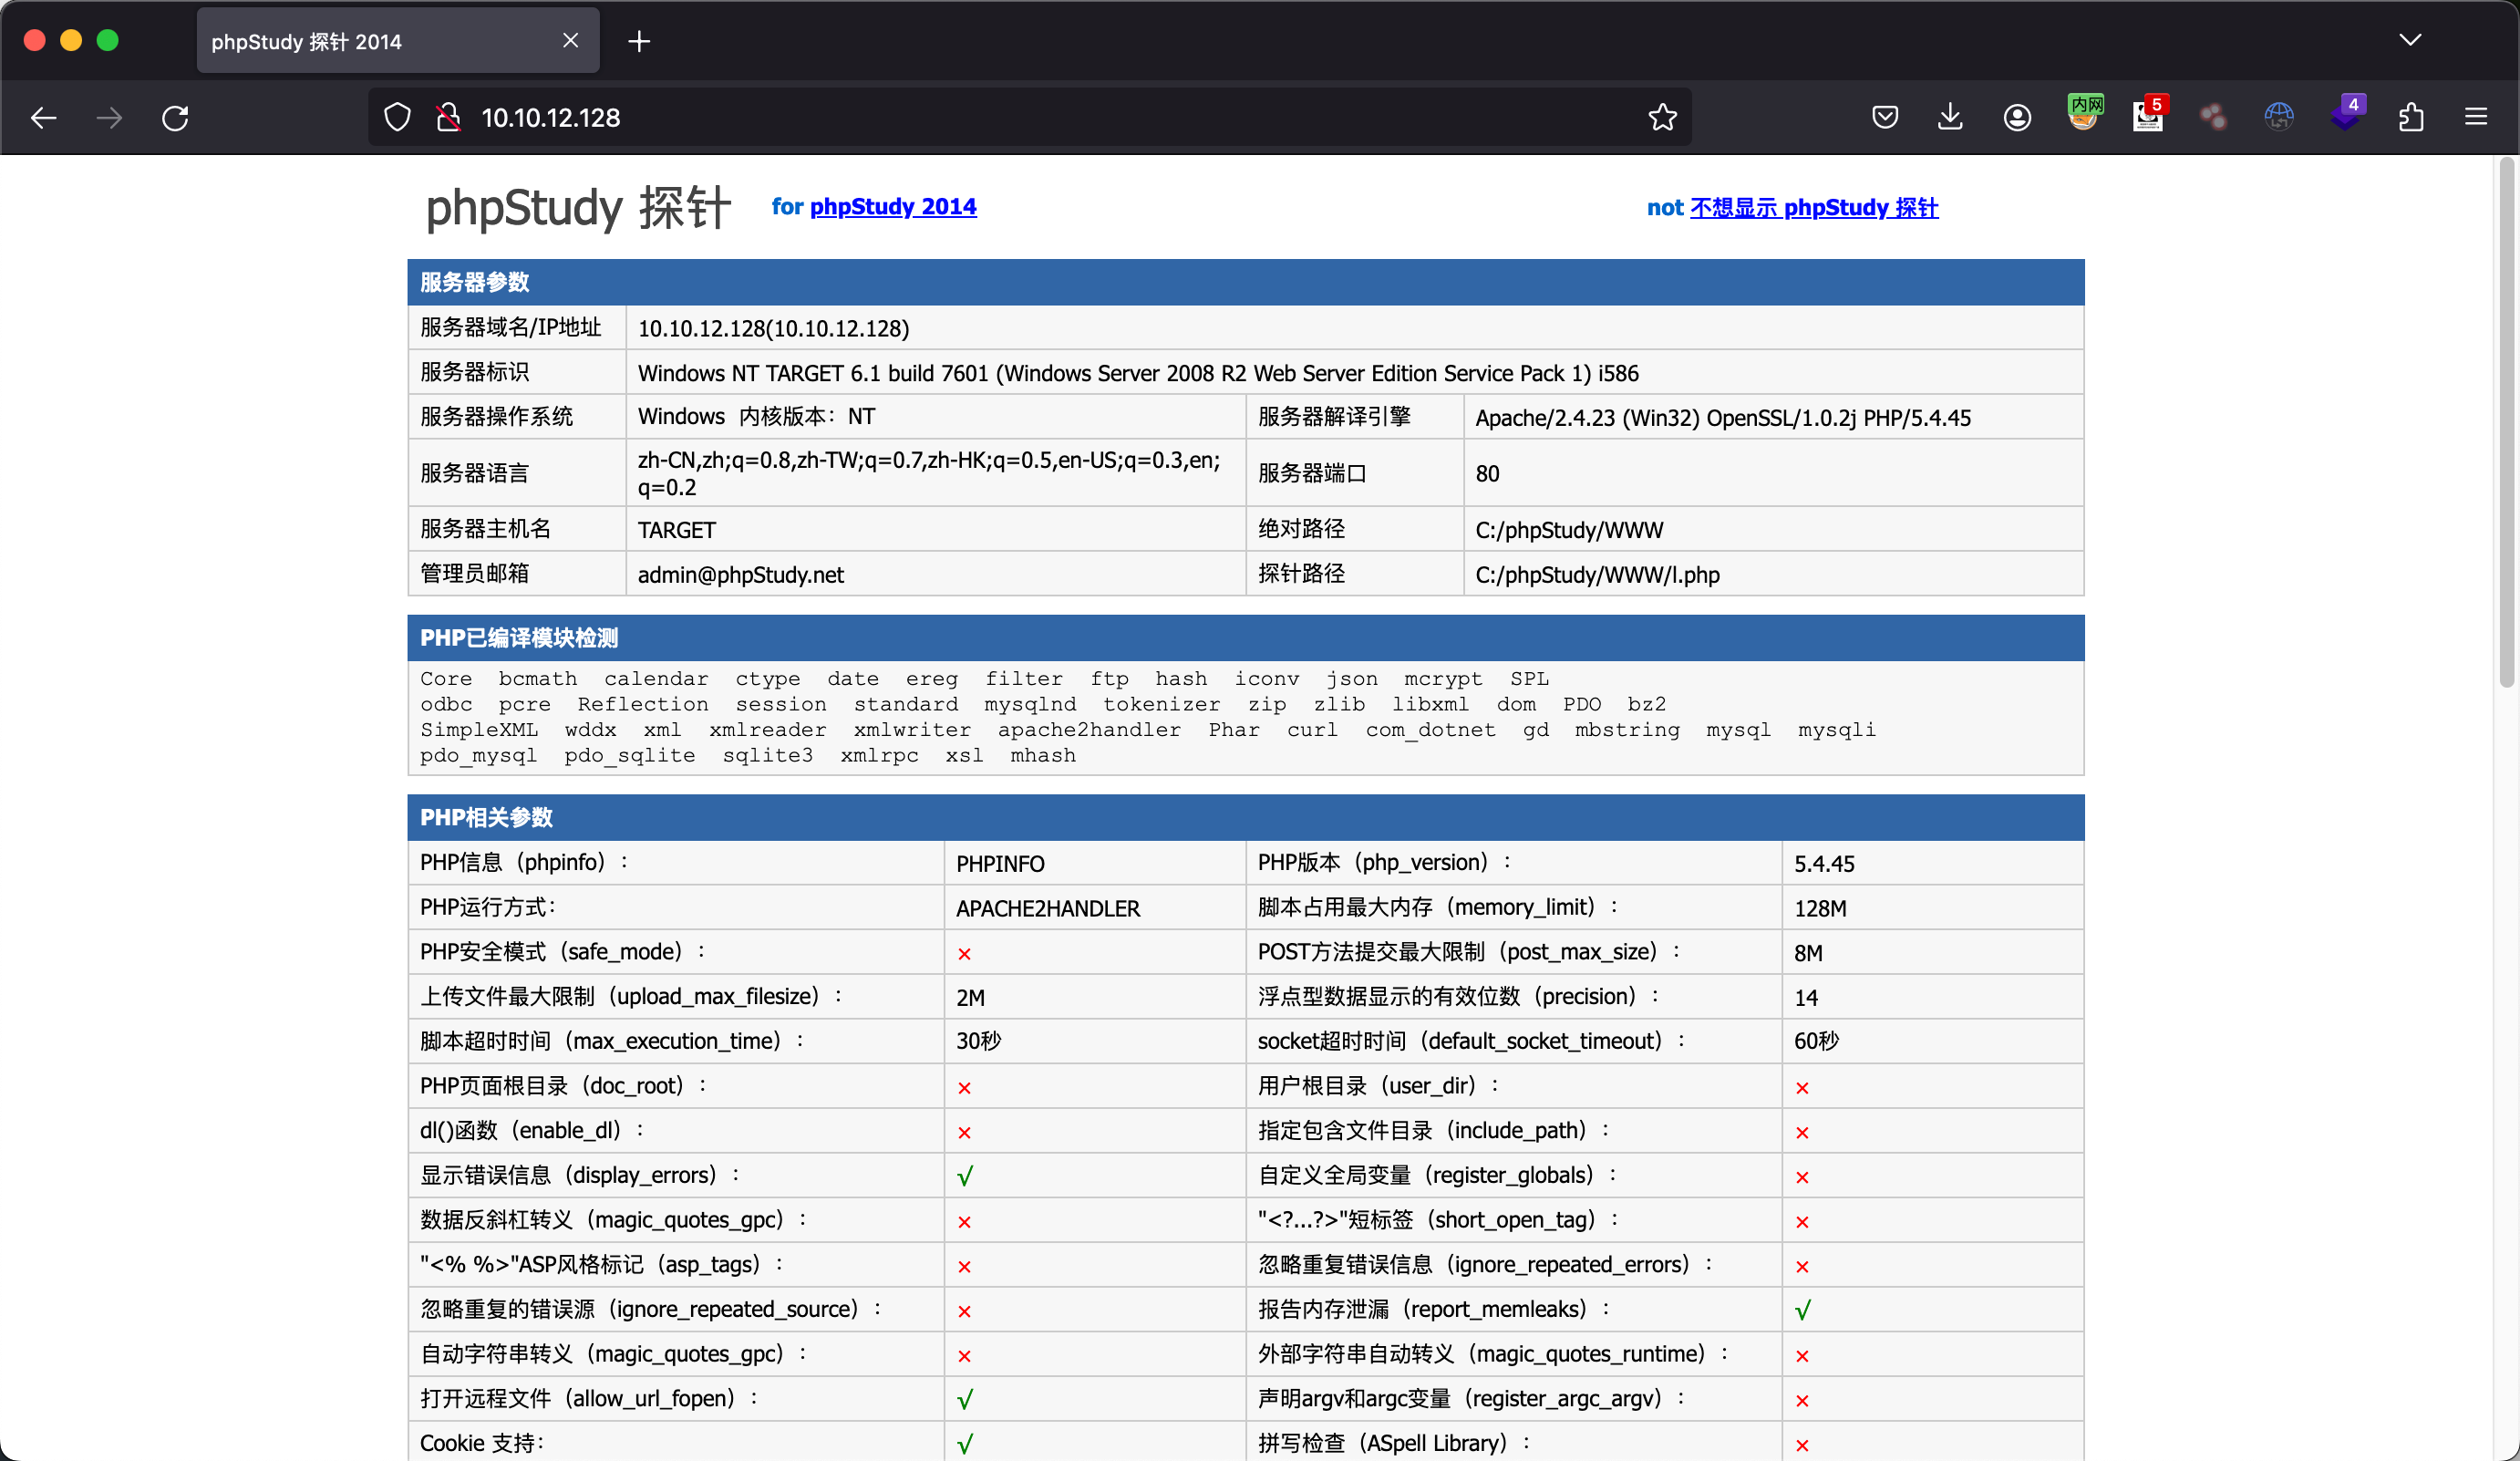 phpStudy 探针 2014
10.10.12.128
内网
5
4
phpStudy 探针 for phpStudy 2014 not 不想显示 phpStudy 探针
服务器参数
服务器域名/IP地址 10.10.12.128(10.10.12.128)
服务器标识 Windows NT TARGET 6.1 build 7601 (Windows Server 2008 R2 Web Server Edition Service Pack 1) i586
服务器操作系统 Windows 内核版本：NT 服务器解译引擎 Apache/2.4.23 (Win32) OpenSSL/1.0.2j PHP/5.4.45
服务器语言 zh-CN,zh;q=0.8,zh-TW;q=0.7,zh-HK;q=0.5,en-US;q=0.3,en;
q=0.2 服务器端口 80
服务器主机名 TARGET 绝对路径 C:/phpStudy/WWW
管理员邮箱 admin@phpStudy.net 探针路径 C:/phpStudy/WWW/l.php
PHP已编译模块检测
Core bcmath calendar ctype date ereg filter ftp hash iconv json mcrypt SPL
odbc pcre Reflection session standard mysqlnd tokenizer zip zlib libxml dom PDO bz2
SimpleXML wddx xml xmlreader xmlwriter apache2handler Phar curl com_dotnet gd mbstring mysql mysqli
pdo_mysql pdo_sqlite sqlite3 xmlrpc xsl mhash
PHP相关参数
PHP信息（phpinfo）： PHPINFO PHP版本（php_version）： 5.4.45
PHP运行方式： APACHE2HANDLER 脚本占用最大内存（memory_limit）： 128M
PHP安全模式（safe_mode）： × POST方法提交最大限制（post_max_size）： 8M
上传文件最大限制（upload_max_filesize）： 2M 浮点型数据显示的有效位数（precision）： 14
脚本超时时间（max_execution_time）： 30秒 socket超时时间（default_socket_timeout）： 60秒
PHP页面根目录（doc_root）： × 用户根目录（user_dir）： ×
dl()函数（enable_dl）： × 指定包含文件目录（include_path）： ×
显示错误信息（display_errors）： √ 自定义全局变量（register_globals）： ×
数据反斜杠转义（magic_quotes_gpc）： × "<?...?>"短标签（short_open_tag）： ×
"<% %>"ASP风格标记（asp_tags）： × 忽略重复错误信息（ignore_repeated_errors）： ×
忽略重复的错误源（ignore_repeated_source）： × 报告内存泄漏（report_memleaks）： √
自动字符串转义（magic_quotes_gpc）： × 外部字符串自动转义（magic_quotes_runtime）： ×
打开远程文件（allow_url_fopen）： √ 声明argv和argc变量（register_argc_argv）： ×
Cookie 支持： √ 拼写检查（ASpell Library）： ×